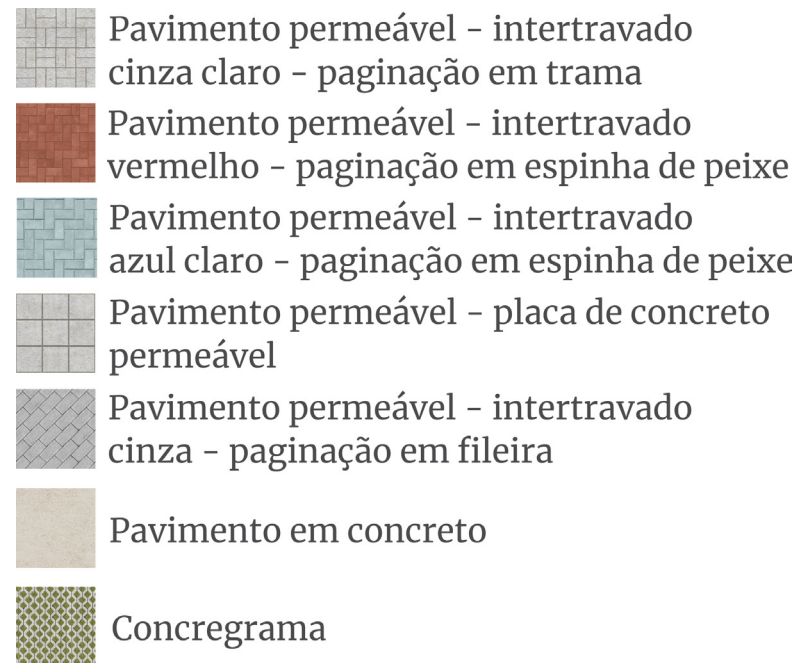 Pavimento permeável - intertravado
cinza claro - paginação em trama
Pavimento permeável - intertravado
vermelho - paginação em espinha de peixe
Pavimento permeável - intertravado
azul claro - paginação em espinha de peixe
Pavimento permeável - placa de concreto
permeável
Pavimento permeável - intertravado
cinza - paginação em fileira
Pavimento em concreto
Concregrama